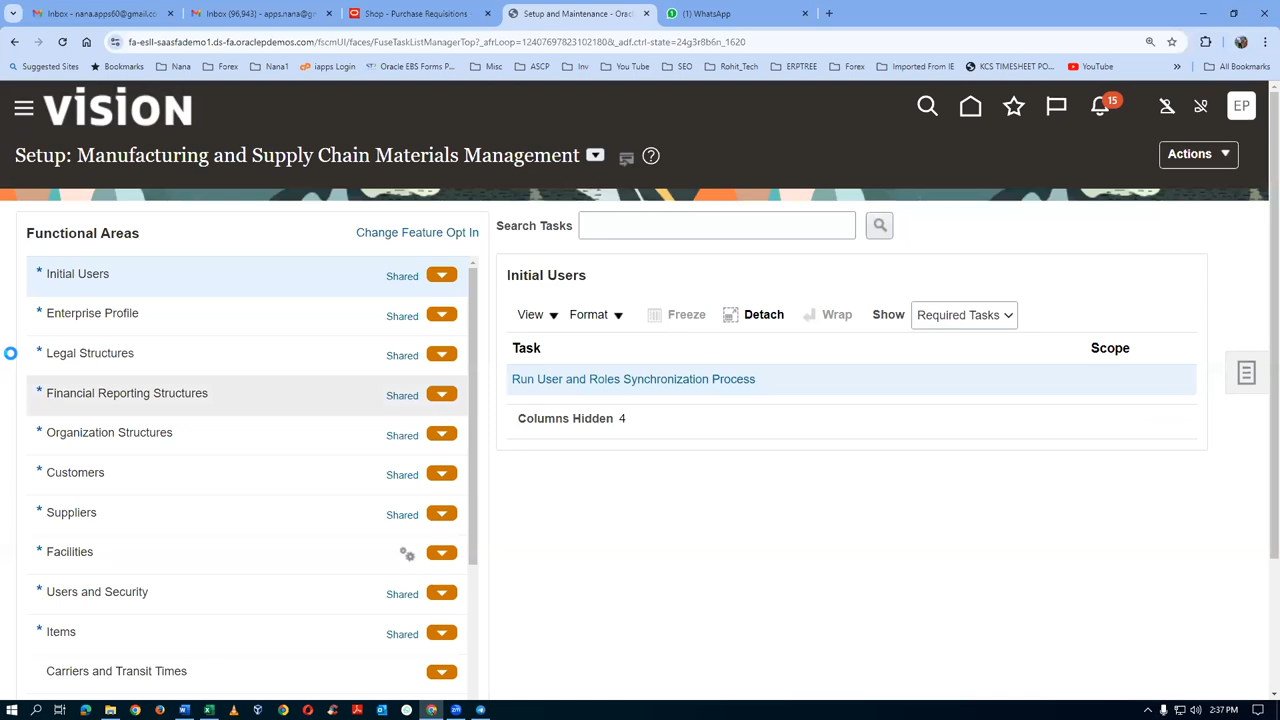 Inbox - nana.apps60@gmail.co
Inbox (96,943) - apps.nana@gr
Shop - Purchase Requisitions
Setup and Maintenance - Orac
(1) WhatsApp
fa-esll-saasfademo1.ds-fa.oraclepdemos.com/fscmUI/faces/FuseTaskListManagerTop?_afrLoop=12407697823102180&_adf.ctrl-state=24g3r8b6n_1620
Suggested Sites
Bookmarks
Nana
Forex
Nana1
iapps Login
Oracle EBS Forms P...
Misc
ASCP
Inv
You Tube
SEO
Rohit_Tech
ERPTREE
Forex
Imported From IE
KCS TIMESHEET PO...
YouTube
All Bookmarks
VISION
15
EP
Setup: Manufacturing and Supply Chain Materials Management
Actions
Functional Areas
Change Feature Opt In
* Initial Users Shared
* Enterprise Profile Shared
* Legal Structures Shared
* Financial Reporting Structures Shared
* Organization Structures Shared
* Customers Shared
* Suppliers Shared
* Facilities
* Users and Security Shared
* Items Shared
Carriers and Transit Times
Search Tasks
Initial Users
View Format Freeze Detach Wrap Show Required Tasks
Task Scope
Run User and Roles Synchronization Process
Columns Hidden 4
2:37 PM